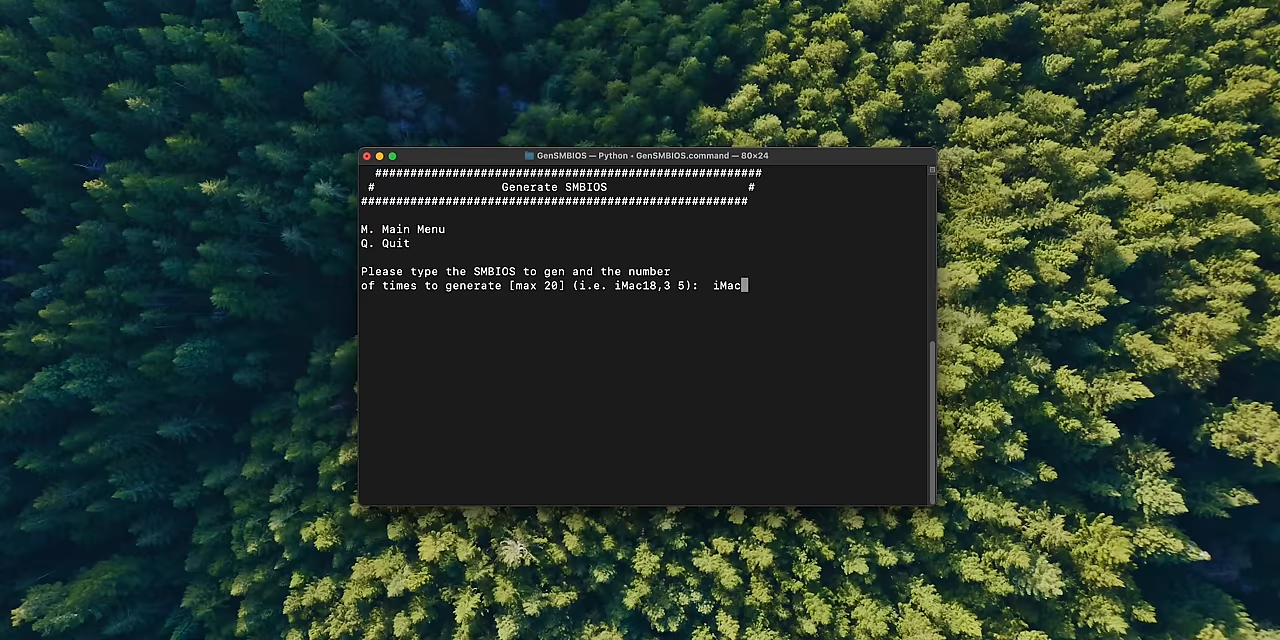 GenSMBIOS — Python • GenSMBIOS.command — 80×24
#######################################################
# Generate SMBIOS #
#######################################################
M. Main Menu
Q. Quit
Please type the SMBIOS to gen and the number
of times to generate [max 20] (i.e. iMac18,3 5): iMac